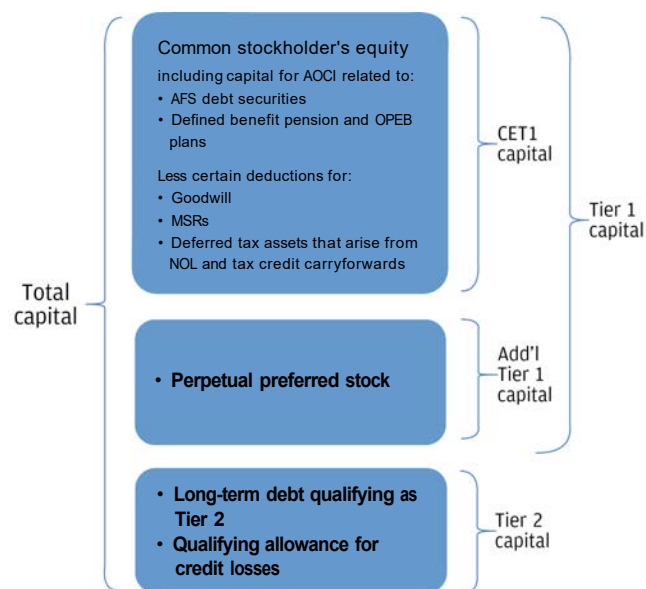 Common stockholder's equity
including capital for AOCI related to:
• AFS debt securities
• Defined benefit pension and OPEB
plans
Less certain deductions for:
• Goodwill
• MSRs
• Deferred tax assets that arise from
NOL and tax credit carryforwards
CET1
capital
Tier 1
capital
Total
capital
• Perpetual preferred stock
Add'l
Tier 1
capital
• Long-term debt qualifying as
Tier 2
• Qualifying allowance for
credit losses
Tier 2
capital